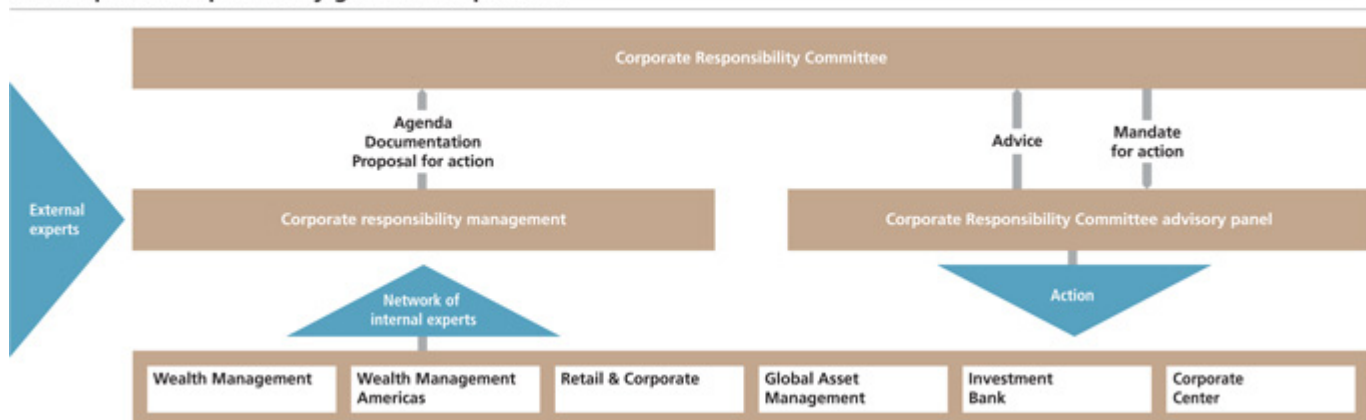 Corporate Responsibility Committee
Agenda
Documentation
Proposal for action
Advice
Mandate
for action
External
experts
Corporate responsibility management
Corporate Responsibility Committee advisory panel
Network of
internal experts
Action
Wealth Management
Wealth Management
Americas
Retail & Corporate
Global Asset
Management
Investment
Bank
Corporate
Center